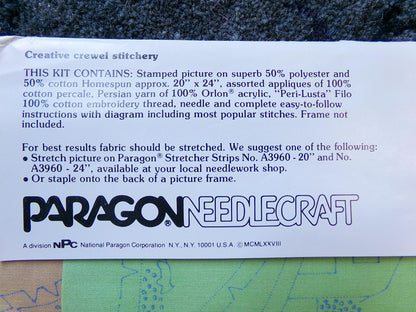 Creative crewel stitchery
THIS KIT CONTAINS: Stamped picture on superb 50% polyester and
50% cotton Homespun approx. 20" x 24", assorted appliques of 100%
cotton percale, Persian yarn of 100% Orlon® acrylic, "Peri-Lusta" Filo
100% cotton embroidery thread, needle and complete easy-to-follow
instructions with diagram including most popular stitches. Frame not
included.
For best results fabric should be stretched. We suggest one of the following:
● Stretch picture on Paragon® Stretcher Strips No. A3960 - 20" and No.
A3960 - 24", available at your local needlework shop.
● Or staple onto the back of a picture frame.
PARAGON® NEEDLECRAFT
A division NPC National Paragon Corporation N.Y., N.Y. 10001 U.S.A. © MCMLXXVIII